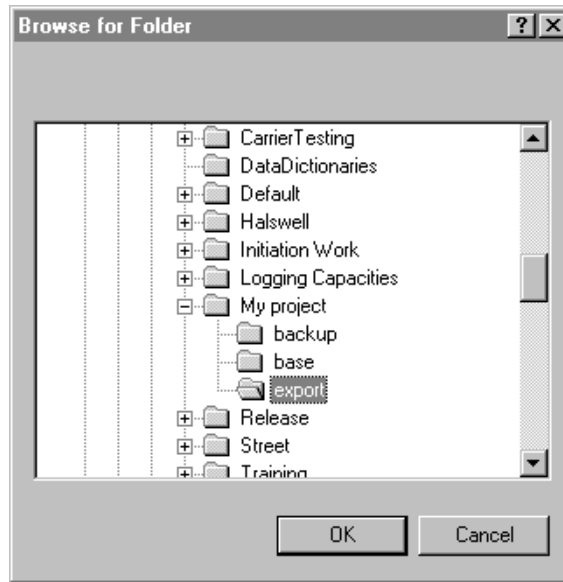 Browse for Folder
CarrierTesting
DataDictionaries
Default
Halswell
Initiation Work
Logging Capacities
My project
backup
base
export
Release
Street
Training
OK Cancel